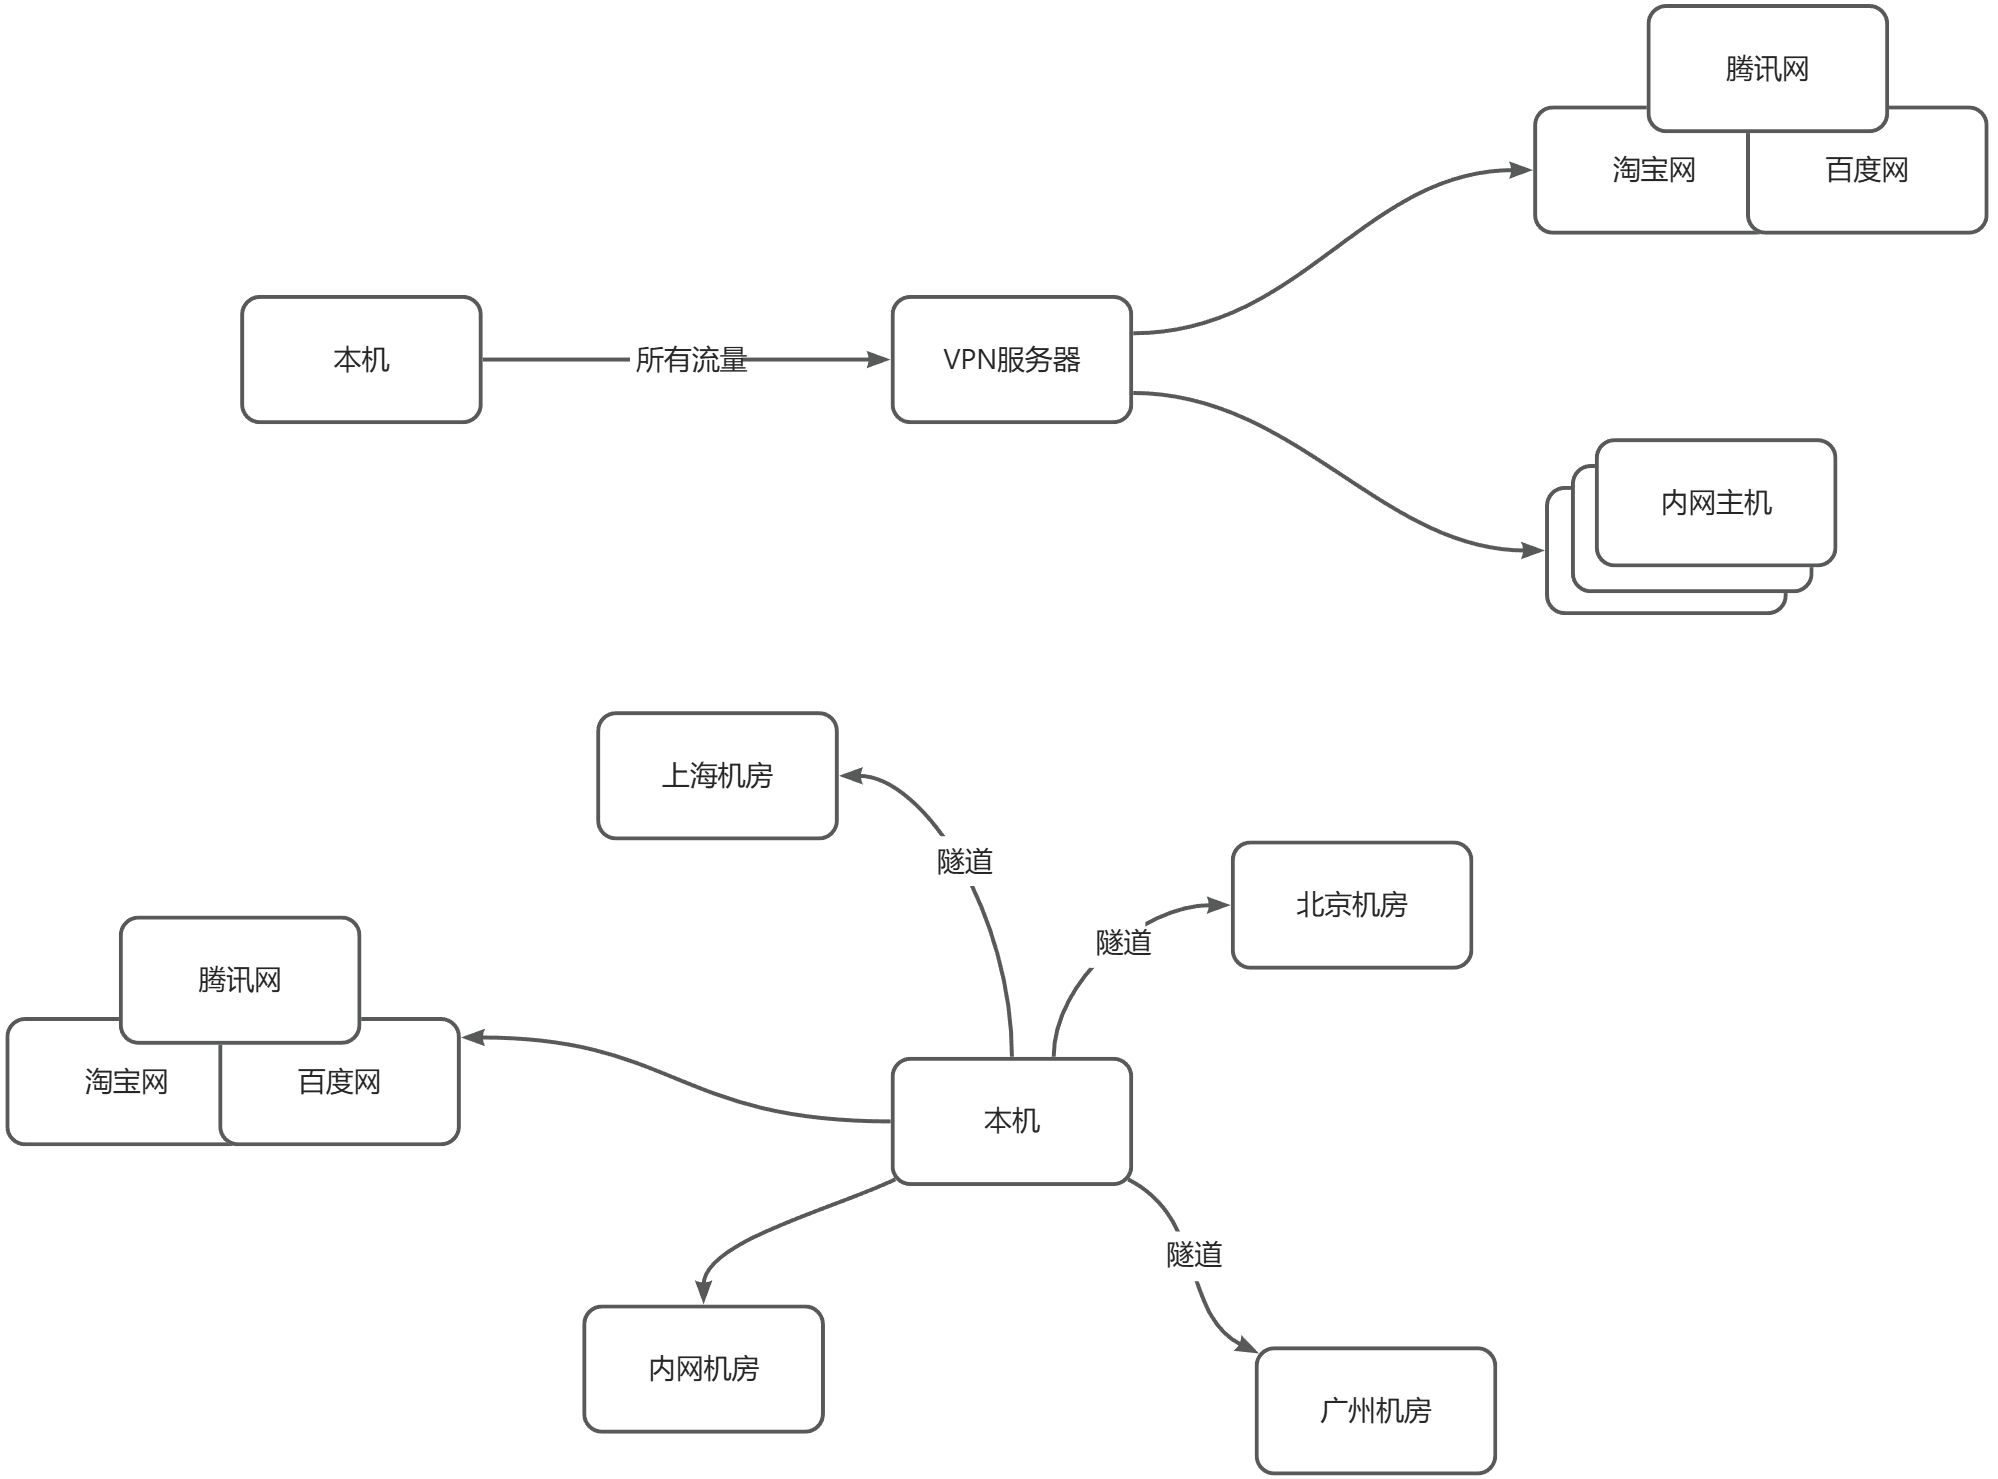 腾讯网
淘宝网
百度网
本机
所有流量
VPN服务器
内网主机
上海机房
隧道
北京机房
隧道
腾讯网
淘宝网
百度网
本机
隧道
内网机房
广州机房